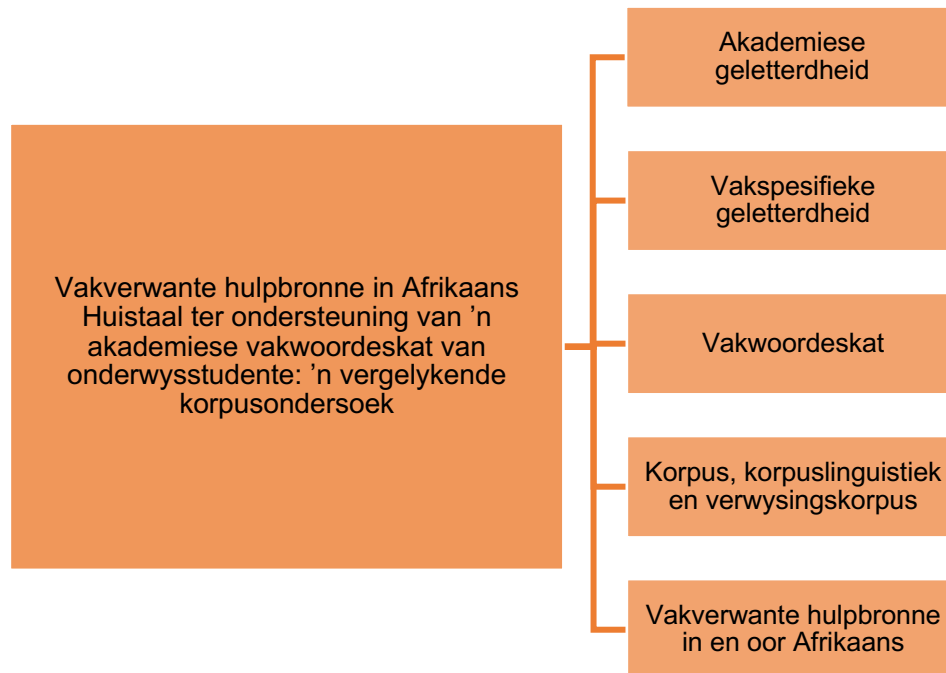 Vakverwante hulpbronne in Afrikaans
Huistaal ter ondersteuning van ’n
akademiese vakwoordeskat van
onderwysstudente: ’n vergelykende
korpusondersoek
Akademiese
geletterdheid
Vakspesifieke
geletterdheid
Vakwoordeskat
Korpus, korpuslinguistiek
en verwysingskorpus
Vakverwante hulpbronne
in en oor Afrikaans